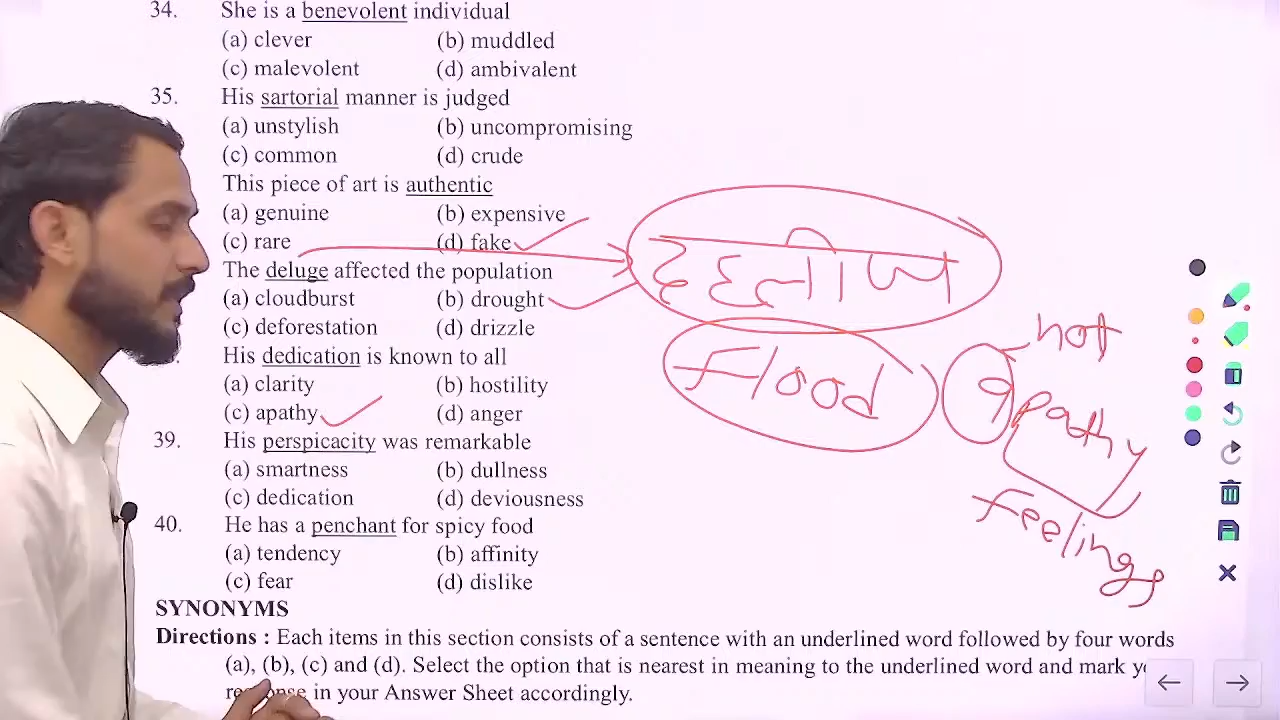 34. She is a benevolent individual
(a) clever (b) muddled
(c) malevolent (d) ambivalent
35. His sartorial manner is judged
(a) unstylish (b) uncompromising
(c) common (d) crude
This piece of art is authentic
(a) genuine (b) expensive
(c) rare (d) fake
The deluge affected the population
(a) cloudburst (b) drought
(c) deforestation (d) drizzle
His dedication is known to all
(a) clarity (b) hostility
(c) apathy (d) anger
39. His perspicacity was remarkable
(a) smartness (b) dullness
(c) dedication (d) deviousness
40. He has a penchant for spicy food
(a) tendency (b) affinity
(c) fear (d) dislike
SYNONYMS
Directions : Each items in this section consists of a sentence with an underlined word followed by four words
(a), (b), (c) and (d). Select the option that is nearest in meaning to the underlined word and mark
in your Answer Sheet accordingly.
Flood
not
apathy
Feelings